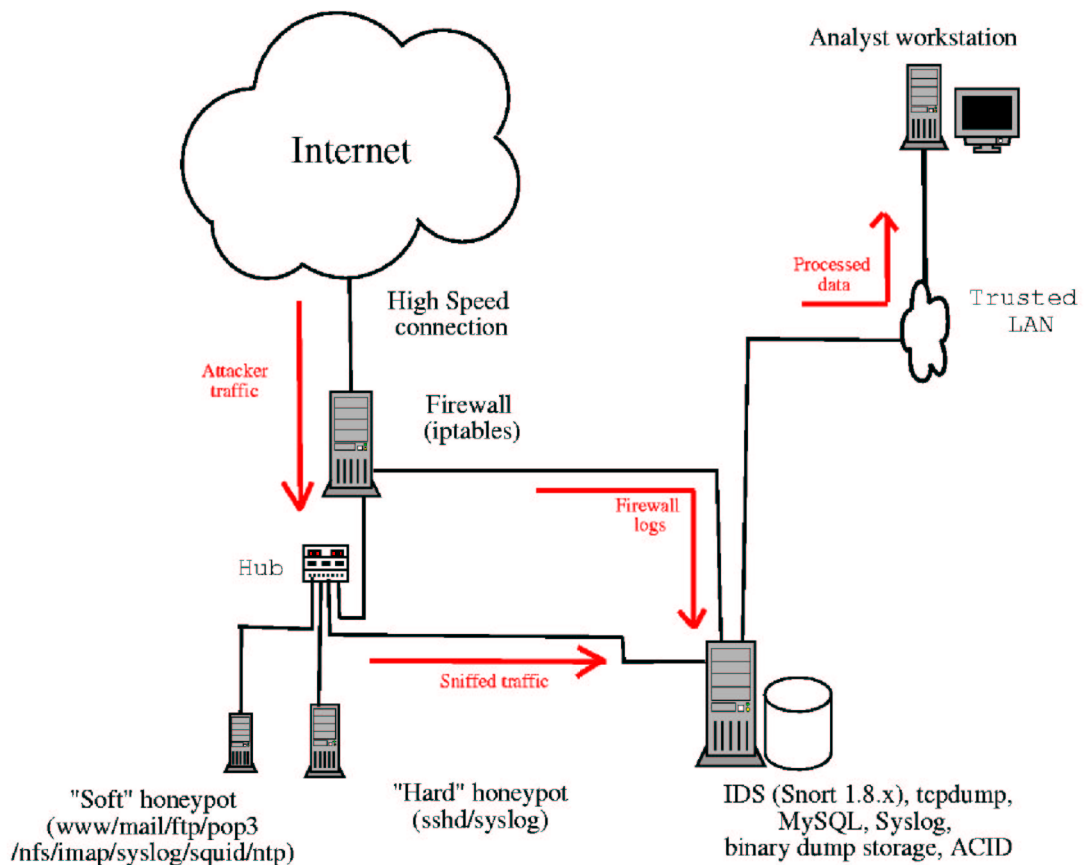 Analyst workstation
Internet
Processed
data
Trusted
LAN
High Speed
connection
Attacker
traffic
Firewall
(iptables)
Firewall
logs
Hub
Sniffed traffic
"Soft" honeypot
(www/mail/ftp/pop3
/nfs/imap/syslog/squid/ntp)
"Hard" honeypot
(sshd/syslog)
IDS (Snort 1.8.x), tcpdump,
MySQL, Syslog,
binary dump storage, ACID